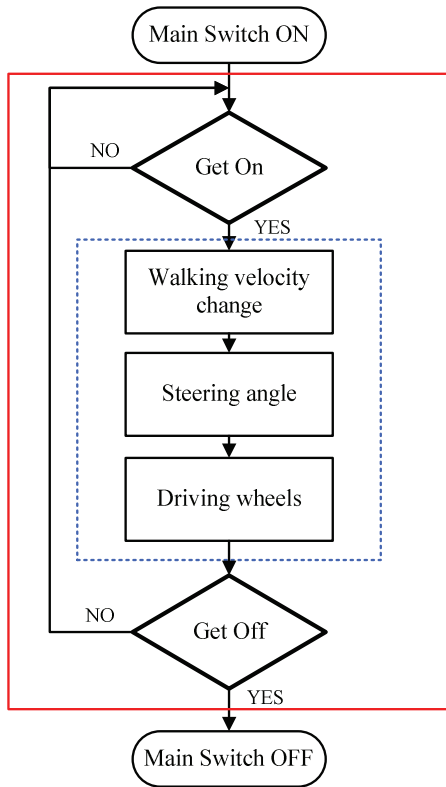 Main Switch ON
Get On
NO
YES
Walking velocity
change
Steering angle
Driving wheels
Get Off
NO
YES
Main Switch OFF